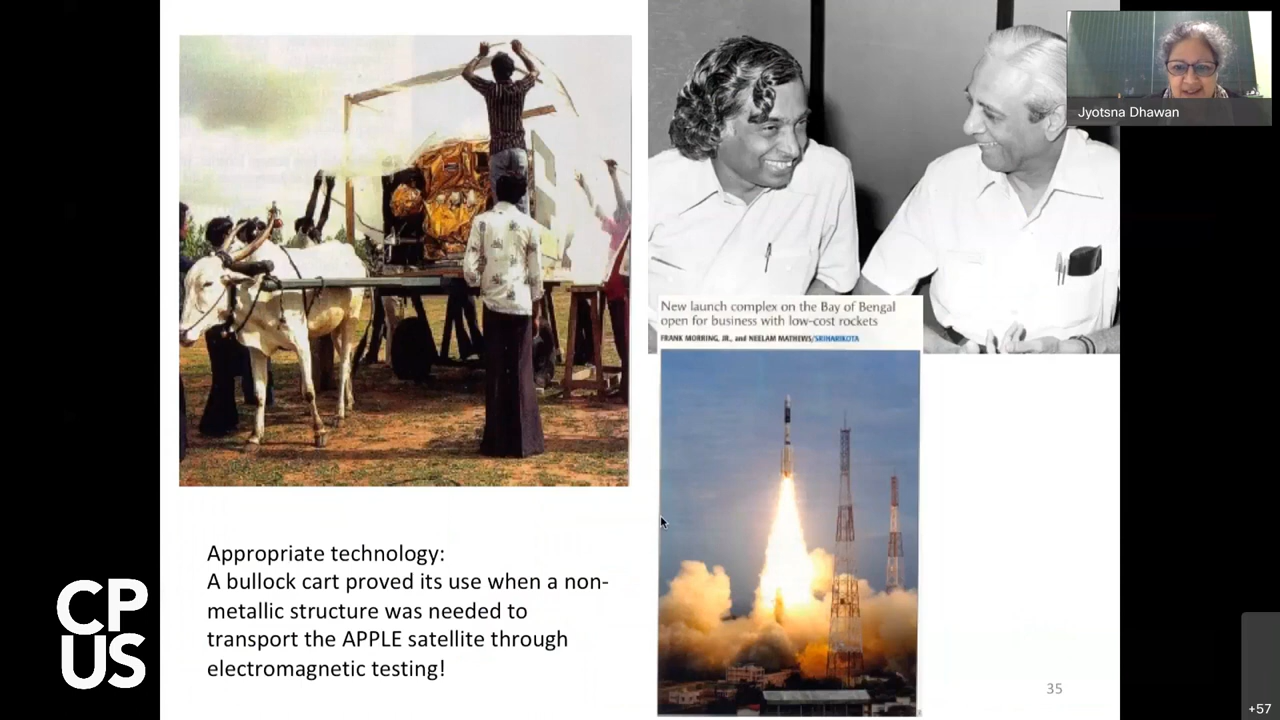 Jyotsna Dhawan
New launch complex on the Bay of Bengal
open for business with low-cost rockets
FRANK MORRING, JR., and NEELAM MATHEWS/SRIHARIKOTA
Appropriate technology:
A bullock cart proved its use when a non-
metallic structure was needed to
transport the APPLE satellite through
electromagnetic testing!
CP
US
35
+57